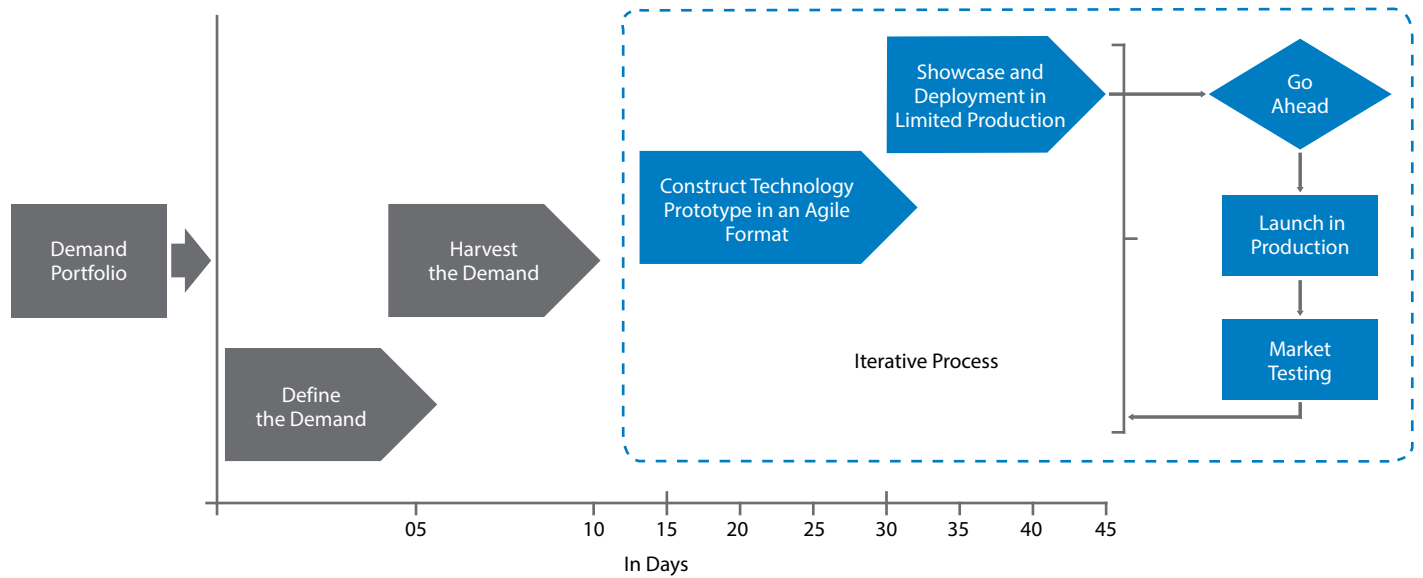 Demand
Portfolio
Define
the Demand
Harvest
the Demand
Construct Technology
Prototype in an Agile
Format
Showcase and
Deployment in
Limited Production
Go
Ahead
Launch in
Production
Market
Testing
Iterative Process
05
10
15
20
25
30
35
40
45
In Days